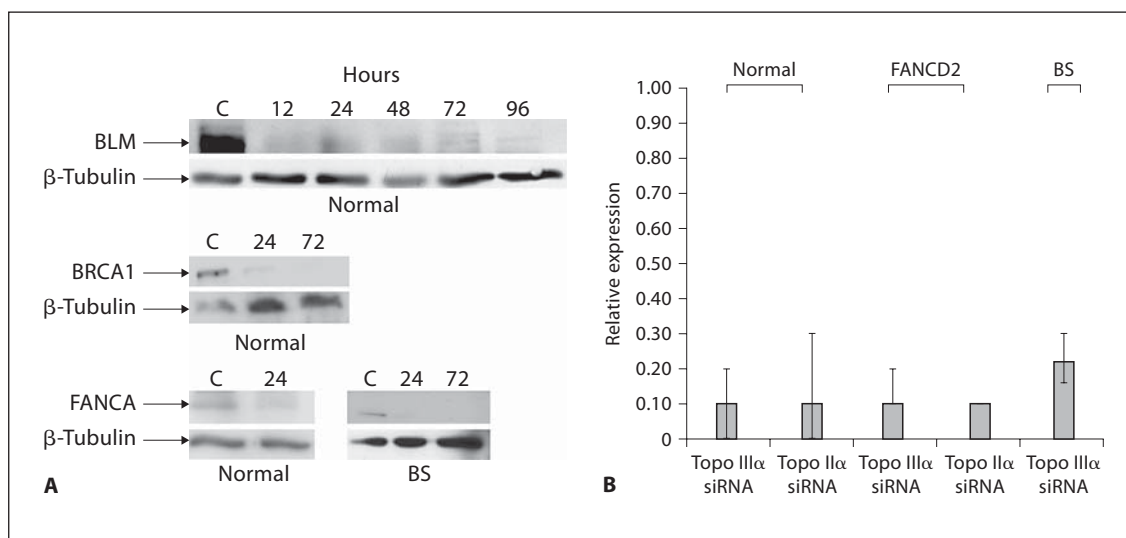 Hours
C 12 24 48 72 96
BLM
β-Tubulin
Normal
C 24 72
BRCA1
β-Tubulin
Normal
C 24
FANCA
β-Tubulin
Normal
C 24 72
BS
A
Normal FANCD2 BS
1.00
0.90
0.80
0.70
0.60
0.50
0.40
0.30
0.20
0.10
0
Relative expression
Topo IIIα Topo IIα Topo IIIα Topo IIα Topo IIIα
siRNA siRNA siRNA siRNA siRNA
B